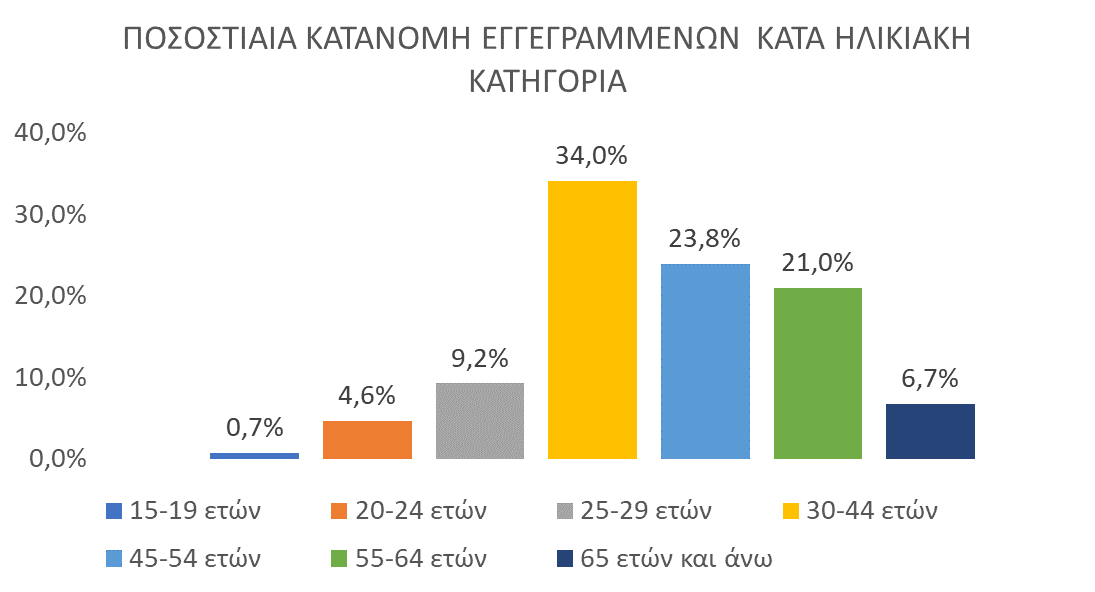 ΠΟΣΟΣΤΙΑΙΑ ΚΑΤΑΝΟΜΗ ΕΓΓΕΓΡΑΜΜΕΝΩΝ  ΚΑΤΑ ΗΛΙΚΙΑΚΗ
ΚΑΤΗΓΟΡΙΑ
40,0%
30,0%
20,0%
10,0%
0,0%
0,7%
4,6%
9,2%
34,0%
23,8%
21,0%
6,7%
15-19 ετών
20-24 ετών
25-29 ετών
30-44 ετών
45-54 ετών
55-64 ετών
65 ετών και άνω